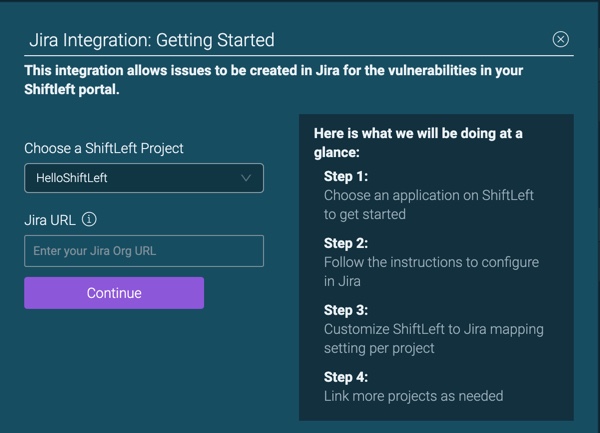 Jira Integration: Getting Started
This integration allows issues to be created in Jira for the vulnerabilities in your
Shiftleft portal.
Choose a ShiftLeft Project
HelloShiftLeft
Jira URL
Enter your Jira Org URL
Continue
Here is what we will be doing at a
glance:
Step 1:
Choose an application on ShiftLeft
to get started
Step 2:
Follow the instructions to configure
in Jira
Step 3:
Customize ShiftLeft to Jira mapping
setting per project
Step 4:
Link more projects as needed